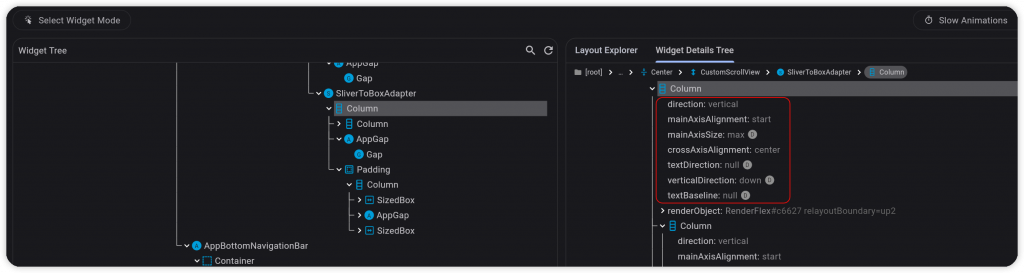 Select Widget Mode
Slow Animations
Widget Tree
AppGap
Gap
SliverToBoxAdapter
Column
Column
AppGap
Gap
Padding
Column
SizedBox
AppGap
SizedBox
AppBottomNavigationBar
Container
Layout Explorer Widget Details Tree
[root] > ... > Center > CustomScrollView > SliverToBoxAdapter > Column
Column
direction: vertical
mainAxisAlignment: start
mainAxisSize: max D
crossAxisAlignment: center
textDirection: null D
verticalDirection: down D
textBaseline: null D
renderObject: RenderFlex#c6627 relayoutBoundary=up2
Column
direction: vertical
mainAxisAlignment: start